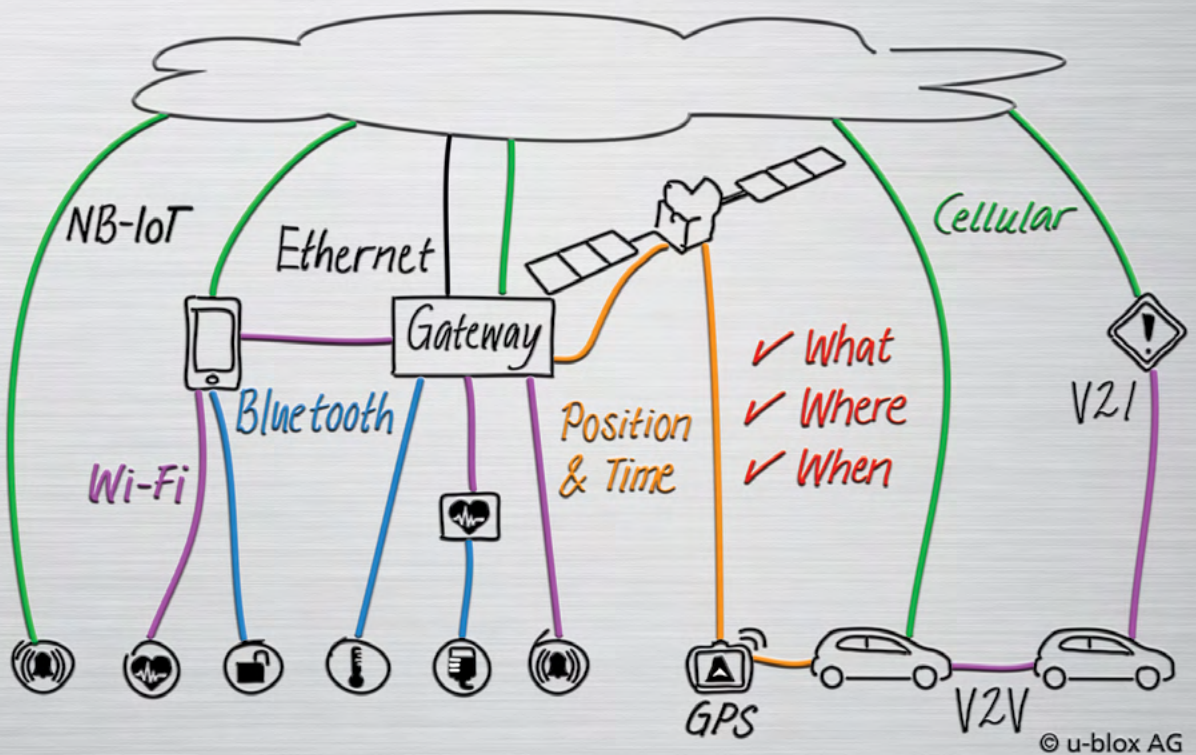 NB-IoT
Ethernet
Cellular
Gateway
Bluetooth
Wi-Fi
Position
& Time
✓ What
✓ Where
✓ When
V2I
GPS
V2V
© u-blox AG